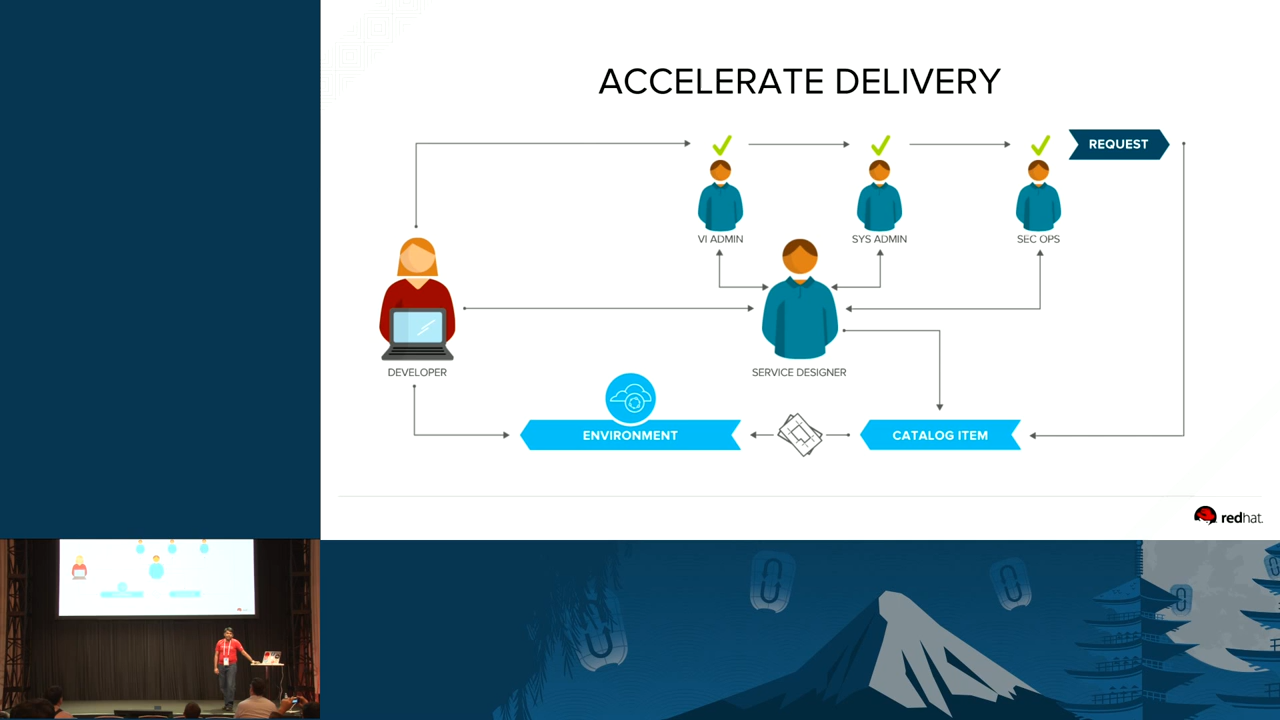 ACCELERATE DELIVERY
REQUEST
VI ADMIN
SYS ADMIN
SEC OPS
DEVELOPER
SERVICE DESIGNER
ENVIRONMENT
CATALOG ITEM
redhat.